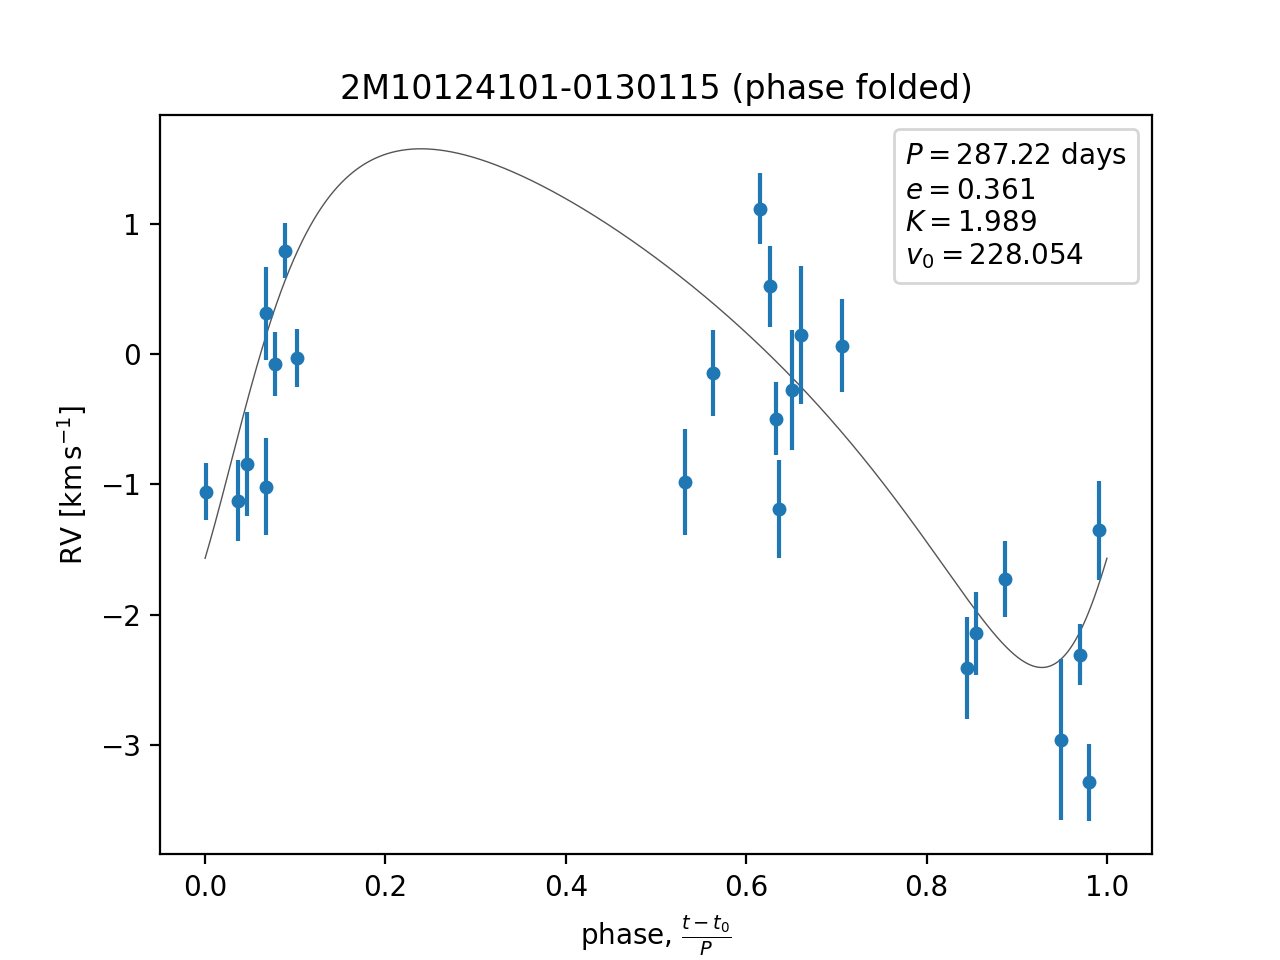 2M10124101-0130115 (phase folded)
P = 287.22 days
e = 0.361
K = 1.989
v₀ = 228.054
1
0
−1
−2
−3
RV [km s⁻¹]
0.0 0.2 0.4 0.6 0.8 1.0
phase, (t − t₀)/P